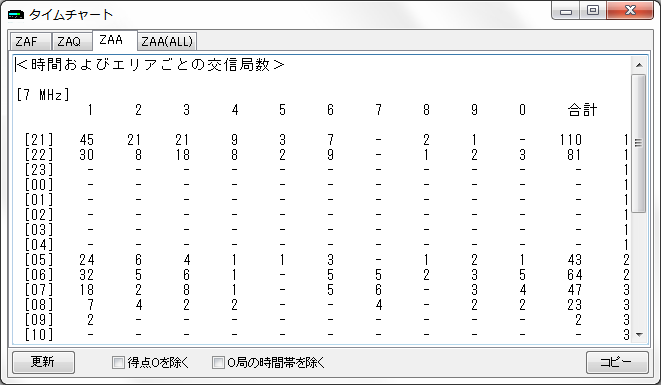 タイムチャート
ZAF ZAQ ZAA ZAA(ALL)
<時間およびエリアごとの交信局数>
[7 MHz]
1 2 3 4 5 6 7 8 9 0 合計
[21] 45 21 21 9 3 7 - 2 1 - 110 1
[22] 30 8 18 8 2 9 - 1 2 3 81 1
[23] - - - - - - - - - - - 1
[00] - - - - - - - - - - - 1
[01] - - - - - - - - - - - 1
[02] - - - - - - - - - - - 1
[03] - - - - - - - - - - - 1
[04] - - - - - - - - - - - 1
[05] 24 6 4 1 1 3 - 1 2 1 43 2
[06] 32 5 6 1 - 5 5 2 3 5 64 2
[07] 18 2 8 1 - 5 6 - 3 4 47 3
[08] 7 4 2 2 - - 4 - 2 2 23 3
[09] 2 - - - - - - - - - 2 3
[10] - - - - - - - - - - - 3
更新 得点0を除く 0局の時間帯を除く コピー